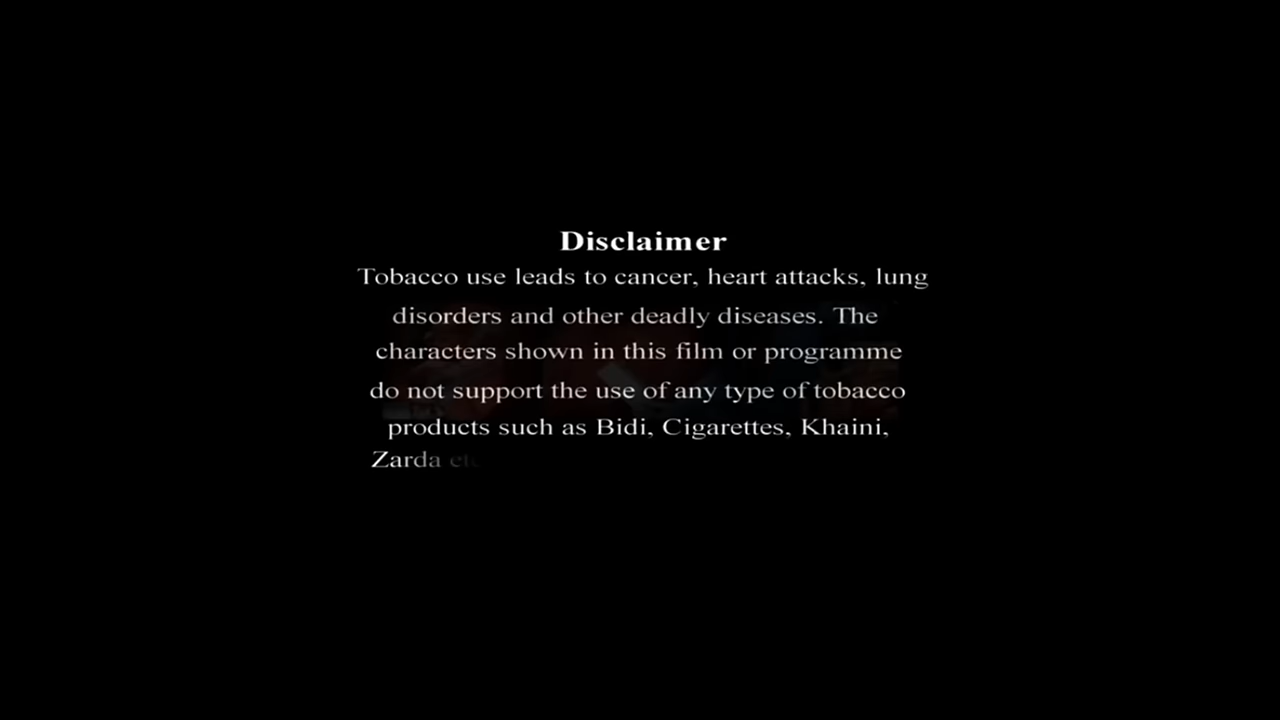 Disclaimer
Tobacco use leads to cancer, heart attacks, lung
disorders and other deadly diseases. The
characters shown in this film or programme
do not support the use of any type of tobacco
products such as Bidi, Cigarettes, Khaini,
Zarda